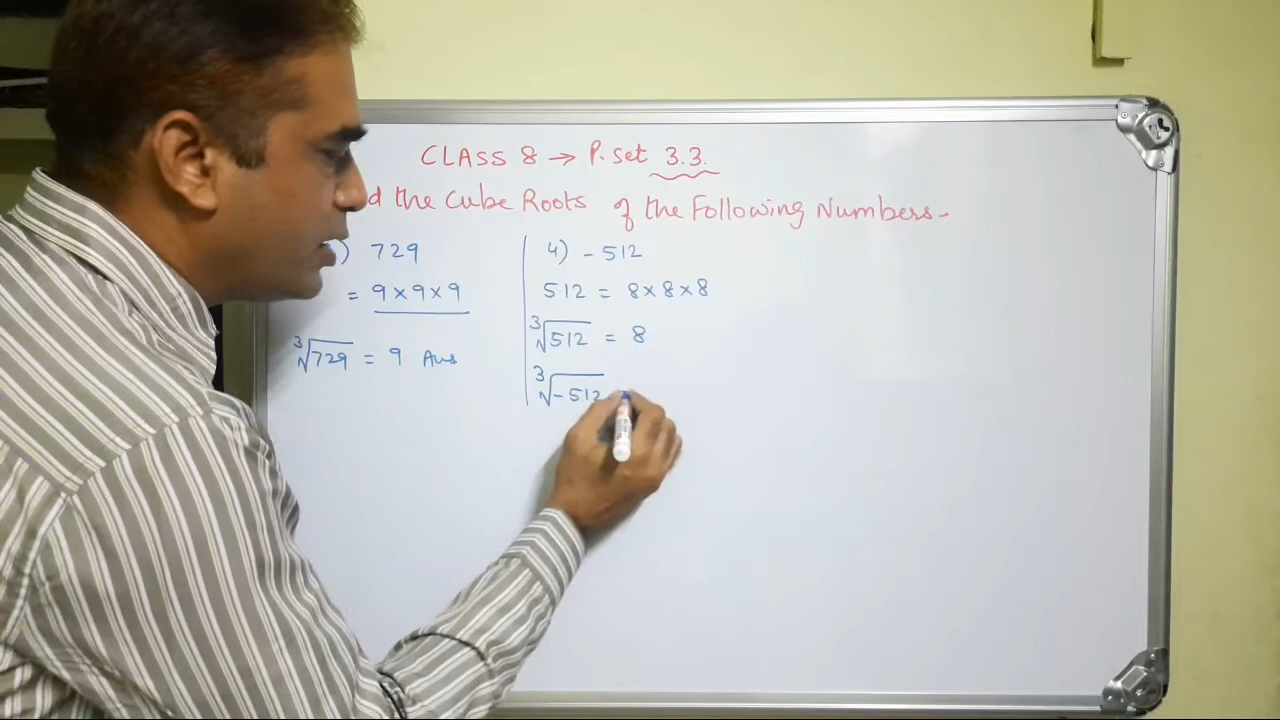 CLASS 8 → P. Set 3.3.
the Cube Roots of the Following Numbers.
) 729
= 9×9×9
∛729 = 9 Ans
4) - 512
512 = 8×8×8
∛512 = 8
∛-512